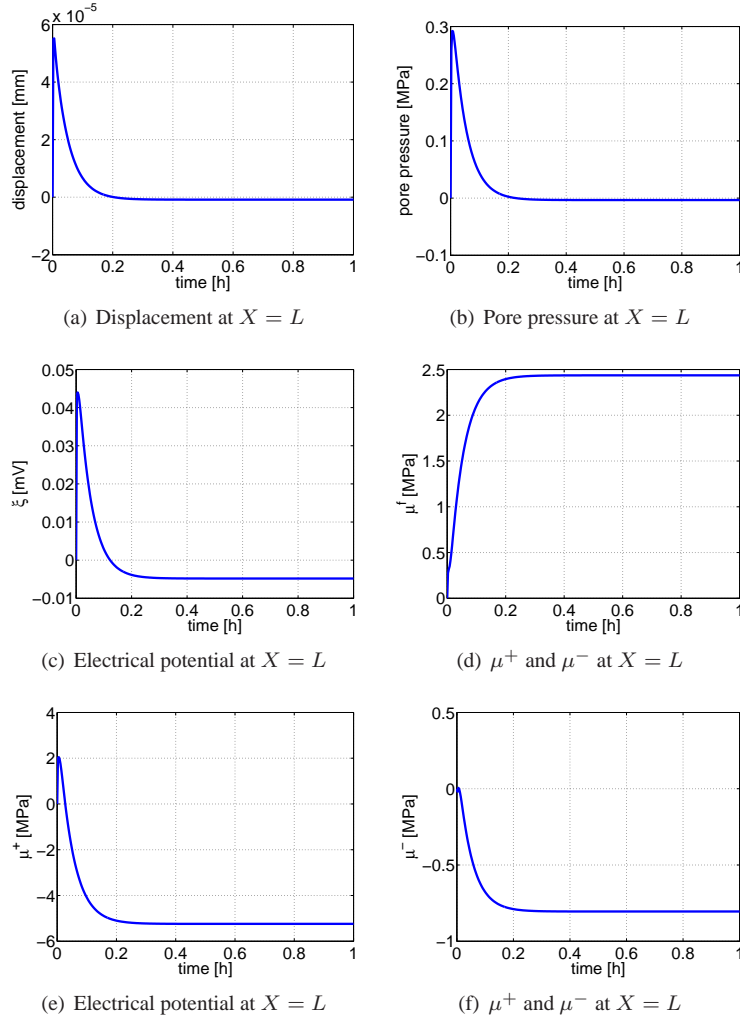 x 10⁻⁵
6
4
2
0
−2
displacement [mm]
0 0.2 0.4 0.6 0.8 1
time [h]
(a) Displacement at X = L
0.3
0.2
0.1
0
−0.1
pore pressure [MPa]
0 0.2 0.4 0.6 0.8 1
time [h]
(b) Pore pressure at X = L
0.05
0.04
0.03
0.02
0.01
0
−0.01
ξ [mV]
0 0.2 0.4 0.6 0.8 1
time [h]
(c) Electrical potential at X = L
2.5
2
1.5
1
0.5
0
μᶠ [MPa]
0 0.2 0.4 0.6 0.8 1
time [h]
(d) μ⁺ and μ⁻ at X = L
4
2
0
−2
−4
−6
μ⁺ [MPa]
0 0.2 0.4 0.6 0.8 1
time [h]
(e) Electrical potential at X = L
0.5
0
−0.5
−1
μ⁻ [MPa]
0 0.2 0.4 0.6 0.8 1
time [h]
(f) μ⁺ and μ⁻ at X = L